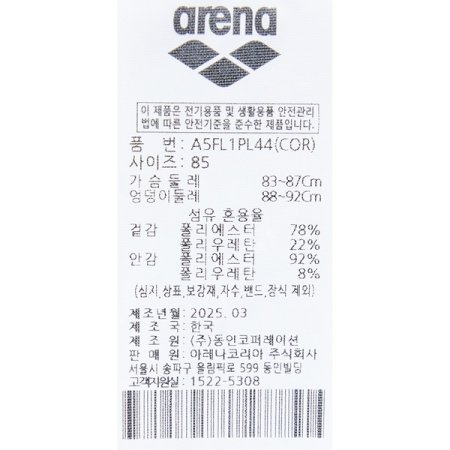 arena
이 제품은 전기용품 및 생활용품 안전관리
법에 따른 안전기준을 준수한 제품입니다.
품 번: A5FL1PL44(COR)
사이즈: 85
가슴둘레 83~87Cm
엉덩이둘레 88~92Cm
섬유 혼용율
겉감 폴리에스터 78%
폴리우레탄 22%
안감 폴리에스터 92%
폴리우레탄 8%
(심지,상표,보강재,자수,밴드,장식 제외)
제조년월: 2025. 03
제 조 국: 한국
제 조 원: (주)동인코퍼레이션
판 매 원: 아레나코리아 주식회사
서울시 송파구 올림픽로 599 동인빌딩
고객지원실: 1522-5308